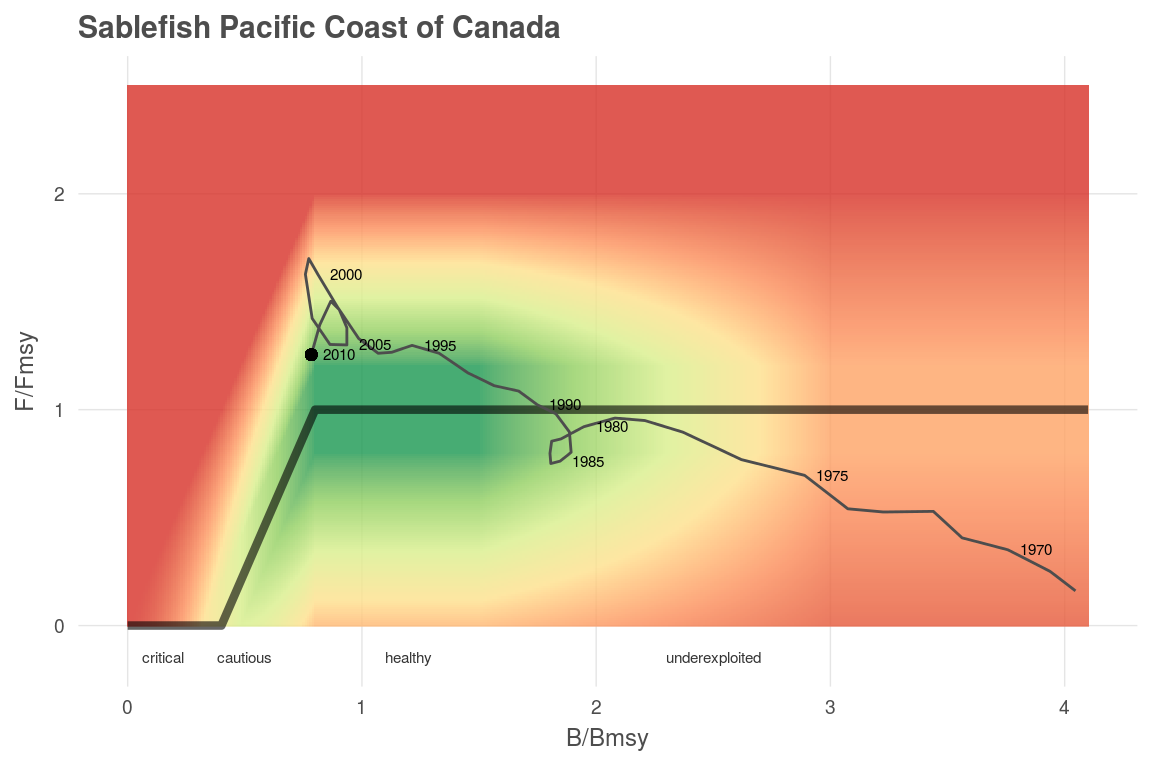 Sablefish Pacific Coast of Canada
F/Fmsy
2
1
0
2000
2005
1995
2010
1990
1980
1985
1975
1970
critical cautious healthy underexploited
0 1 2 3 4
B/Bmsy